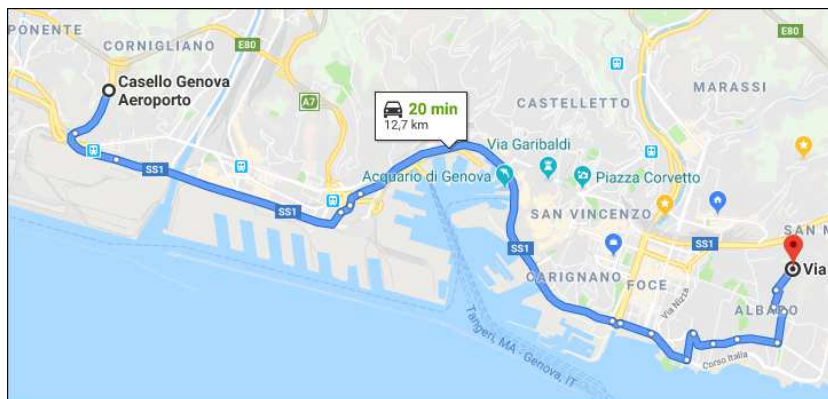 PONENTE
CORNIGLIANO
E80
E80
Casello Genova
Aeroporto
A7
20 min
12,7 km
CASTELLETTO
MARASSI
Via Garibaldi
Acquario di Genova
Piazza Corvetto
SS1
SS1
SAN VINCENZO
SAN M
SS1
SS1
Via
CARIGNANO
FOCE
Via Nizza
ALBARO
Corso Italia
Tangeri, MA - Genova, IT